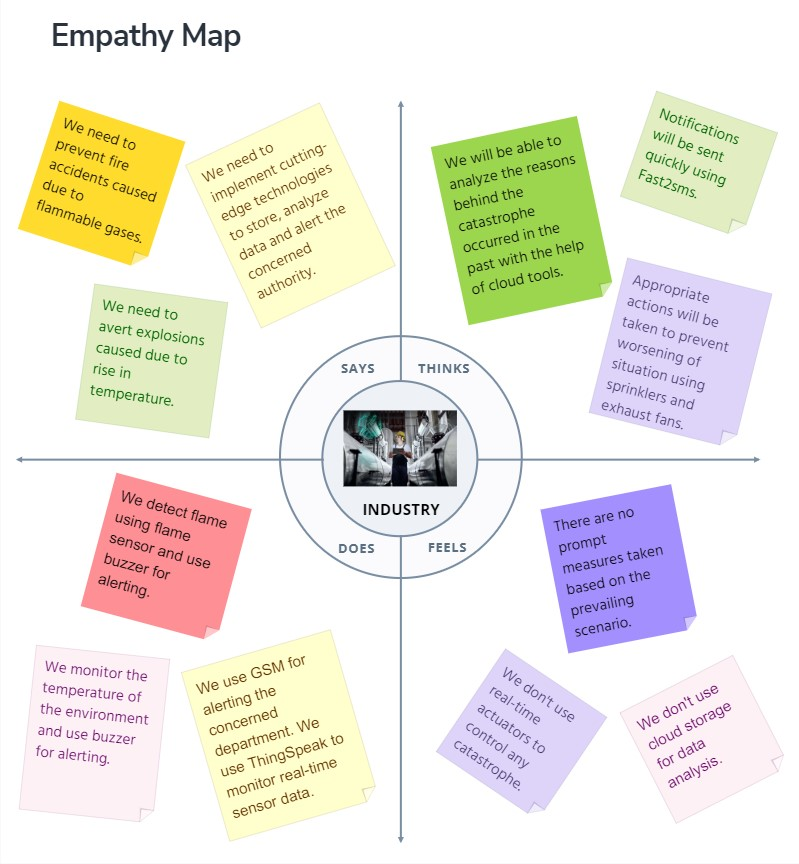 Empathy Map
We need to
prevent fire
accidents caused
due to
flammable gases.
We need to
implement cutting-
edge technologies
to store, analyze
data and alert the
concerned
authority.
We need to
avert explosions
caused due to
rise in
temperature.
We will be able to
analyze the reasons
behind the
catastrophe
occurred in the
past with the help
of cloud tools.
Notifications
will be sent
quickly using
Fast2sms.
Appropriate
actions will be
taken to prevent
worsening of
situation using
sprinklers and
exhaust fans.
SAYS
THINKS
INDUSTRY
DOES
FEELS
We detect flame
using flame
sensor and use
buzzer for
alerting.
We monitor the
temperature of
the environment
and use buzzer
for alerting.
We use GSM for
alerting the
concerned
department. We
use ThingSpeak to
monitor real-time
sensor data.
There are no
prompt
measures taken
based on the
prevailing
scenario.
We don't use
real-time
actuators to
control any
catastrophe.
We don't use
cloud storage
for data
analysis.